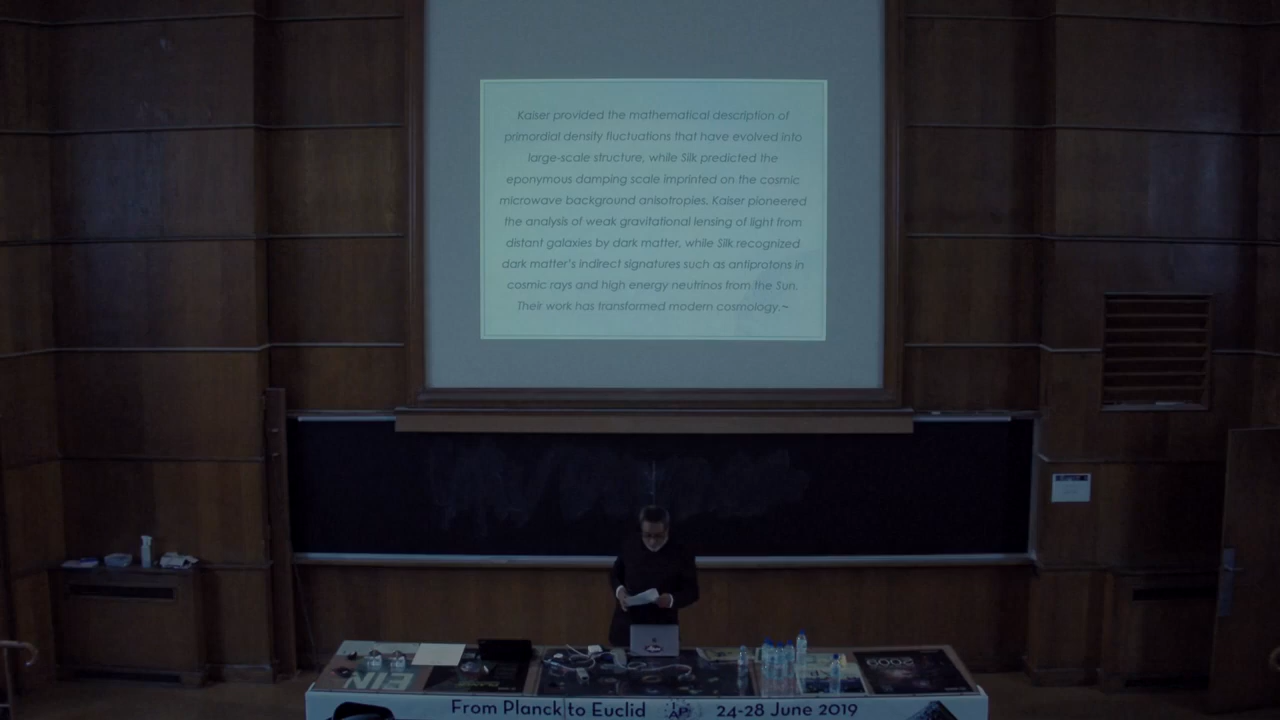 Kaiser provided the mathematical description of
primordial density fluctuations that have evolved into
large-scale structure, while Silk predicted the
eponymous damping scale imprinted on the cosmic
microwave background anisotropies. Kaiser pioneered
the analysis of weak gravitational lensing of light from
distant galaxies by dark matter, while Silk recognized
dark matter's indirect signatures such as antiprotons in
cosmic rays and high energy neutrinos from the Sun.
Their work has transformed modern cosmology.~
EIN
2009
From Planck to Euclid 24-28 June 2019